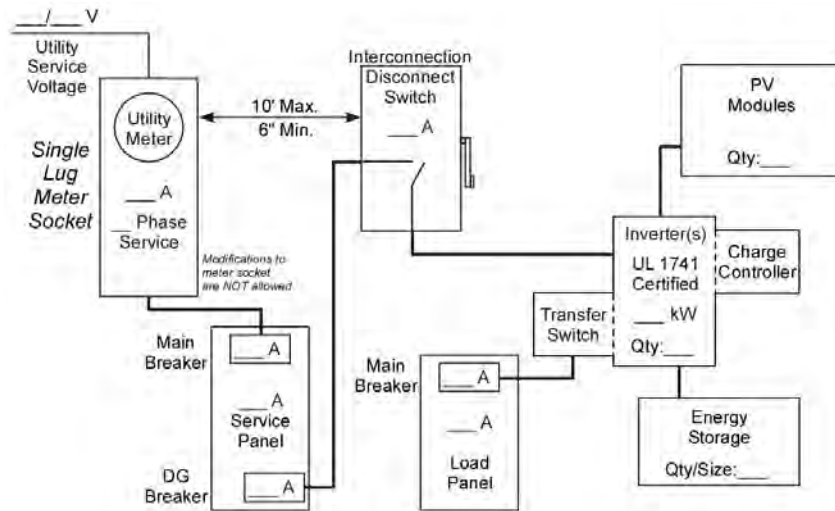 ___/___ V
Utility
Service
Voltage
Utility
Meter
Single
Lug
Meter
Socket
___ A
__ Phase
Service
10' Max.
6" Min.
Modifications to
meter socket
are NOT allowed
Interconnection
Disconnect
Switch
___ A
PV
Modules
Qty:___
Inverter(s)
UL 1741
Certified
___ kW
Qty:___
Charge
Controller
Transfer
Switch
Main
Breaker
___ A
___ A
Service
Panel
DG
Breaker
___ A
Main
Breaker
___ A
___ A
Load
Panel
Energy
Storage
Qty/Size:___